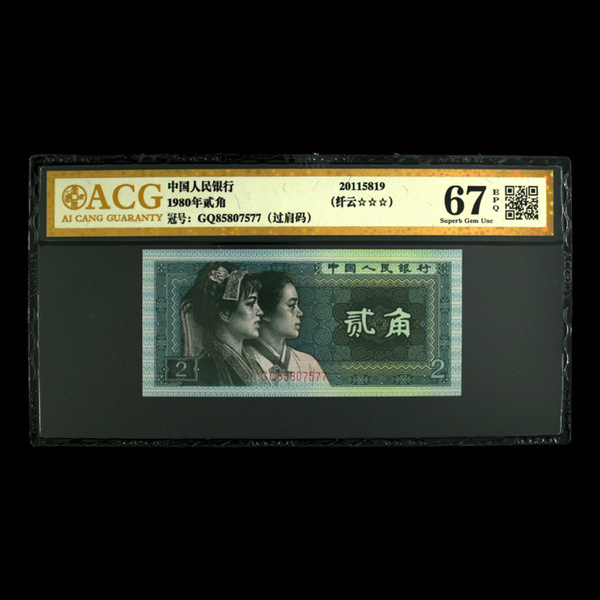 ACG
AI CANG GUARANTY
中国人民银行
1980年贰角
冠号：GQ85807577（过肩码）
20115819
（纤云☆☆☆）
67
EPQ
Superb Gem Unc
中国人民银行
贰角
2
GQ85807577
2